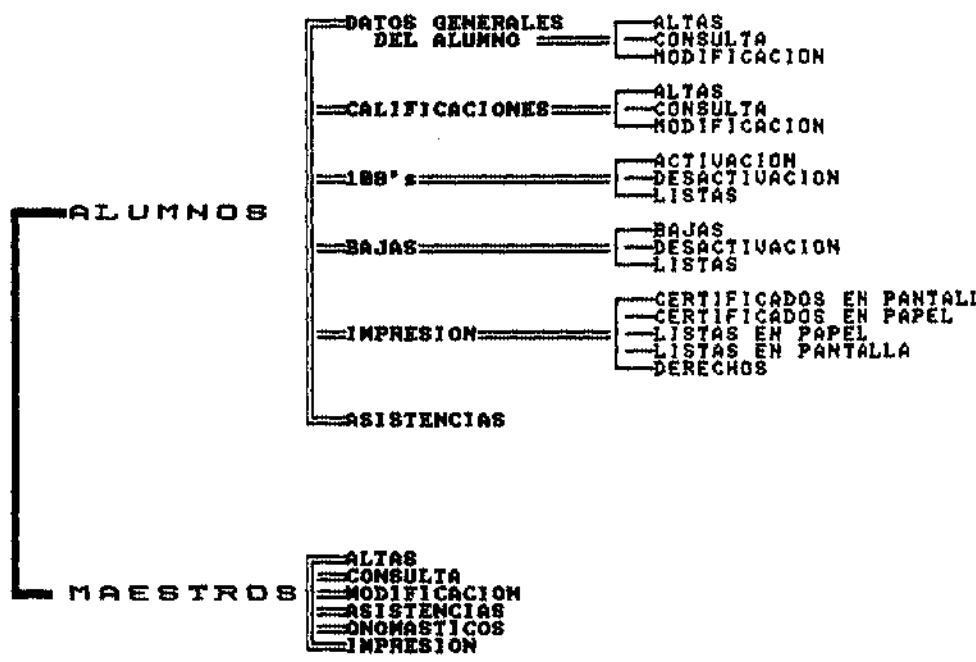 DATOS GENERALES
DEL ALUMNO
ALTAS
CONSULTA
MODIFICACION
CALIFICACIONES
ALTAS
CONSULTA
MODIFICACION
100's
ACTIVACION
DESACTIVACION
LISTAS
ALUMNOS
BAJAS
BAJAS
DESACTIVACION
LISTAS
IMPRESION
CERTIFICADOS EN PANTALL
CERTIFICADOS EN PAPEL
LISTAS EN PAPEL
LISTAS EN PANTALLA
DERECHOS
ASISTENCIAS
MAESTROS
ALTAS
CONSULTA
MODIFICACION
ASISTENCIAS
ONOMASTICOS
IMPRESION